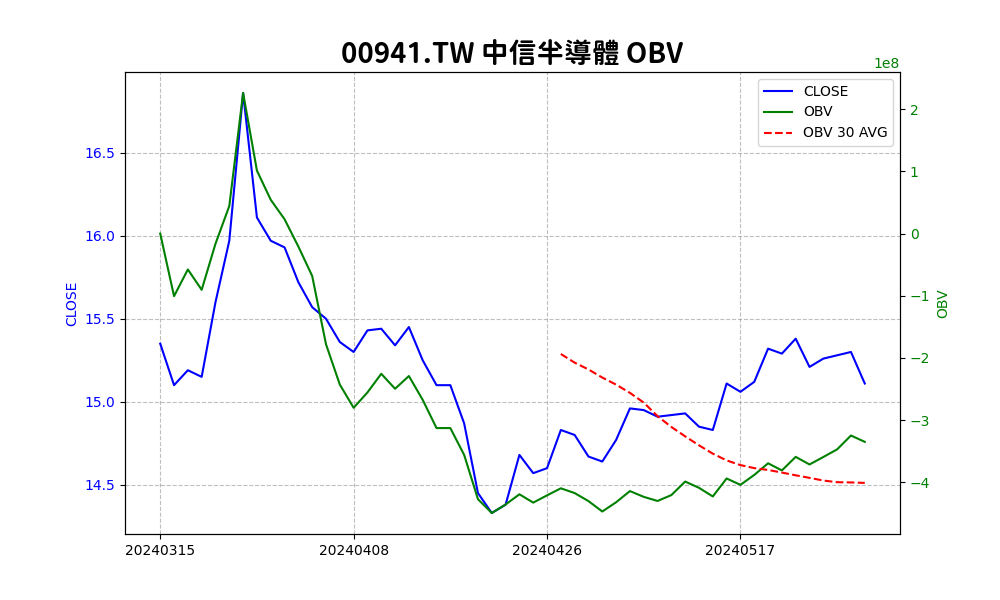 00941.TW 中信半導體 OBV
1e8
CLOSE
OBV
OBV 30 AVG
16.5
16.0
15.5
15.0
14.5
CLOSE
2
1
0
−1
−2
−3
−4
OBV
20240315
20240408
20240426
20240517